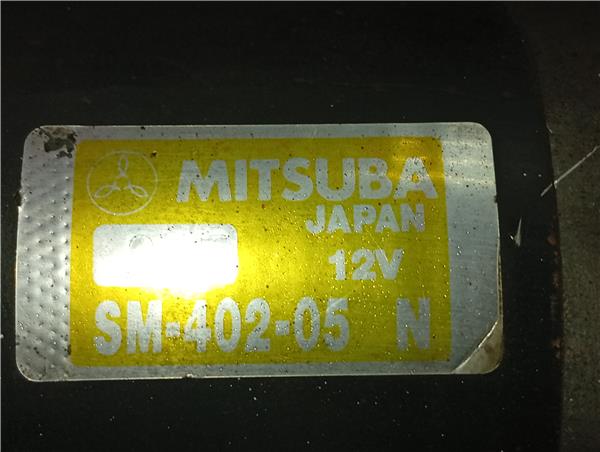 MITSUBA
JAPAN
12V
SM-402-05 N